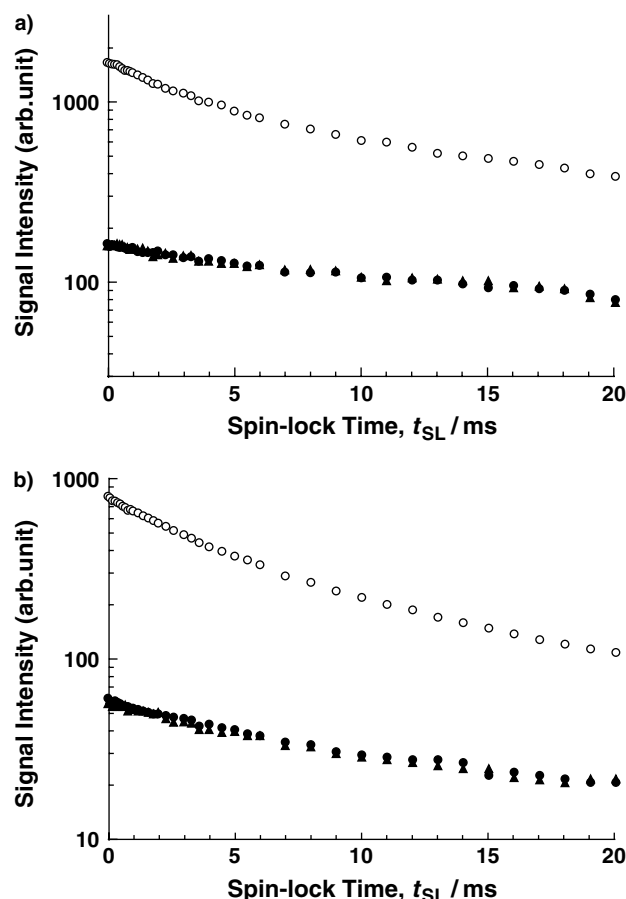 a)
1000
100
Signal Intensity (arb.unit)
0 5 10 15 20
Spin-lock Time, tSL / ms
b)
1000
100
10
Signal Intensity (arb.unit)
0 5 10 15 20
Spin-lock Time, tSL / ms